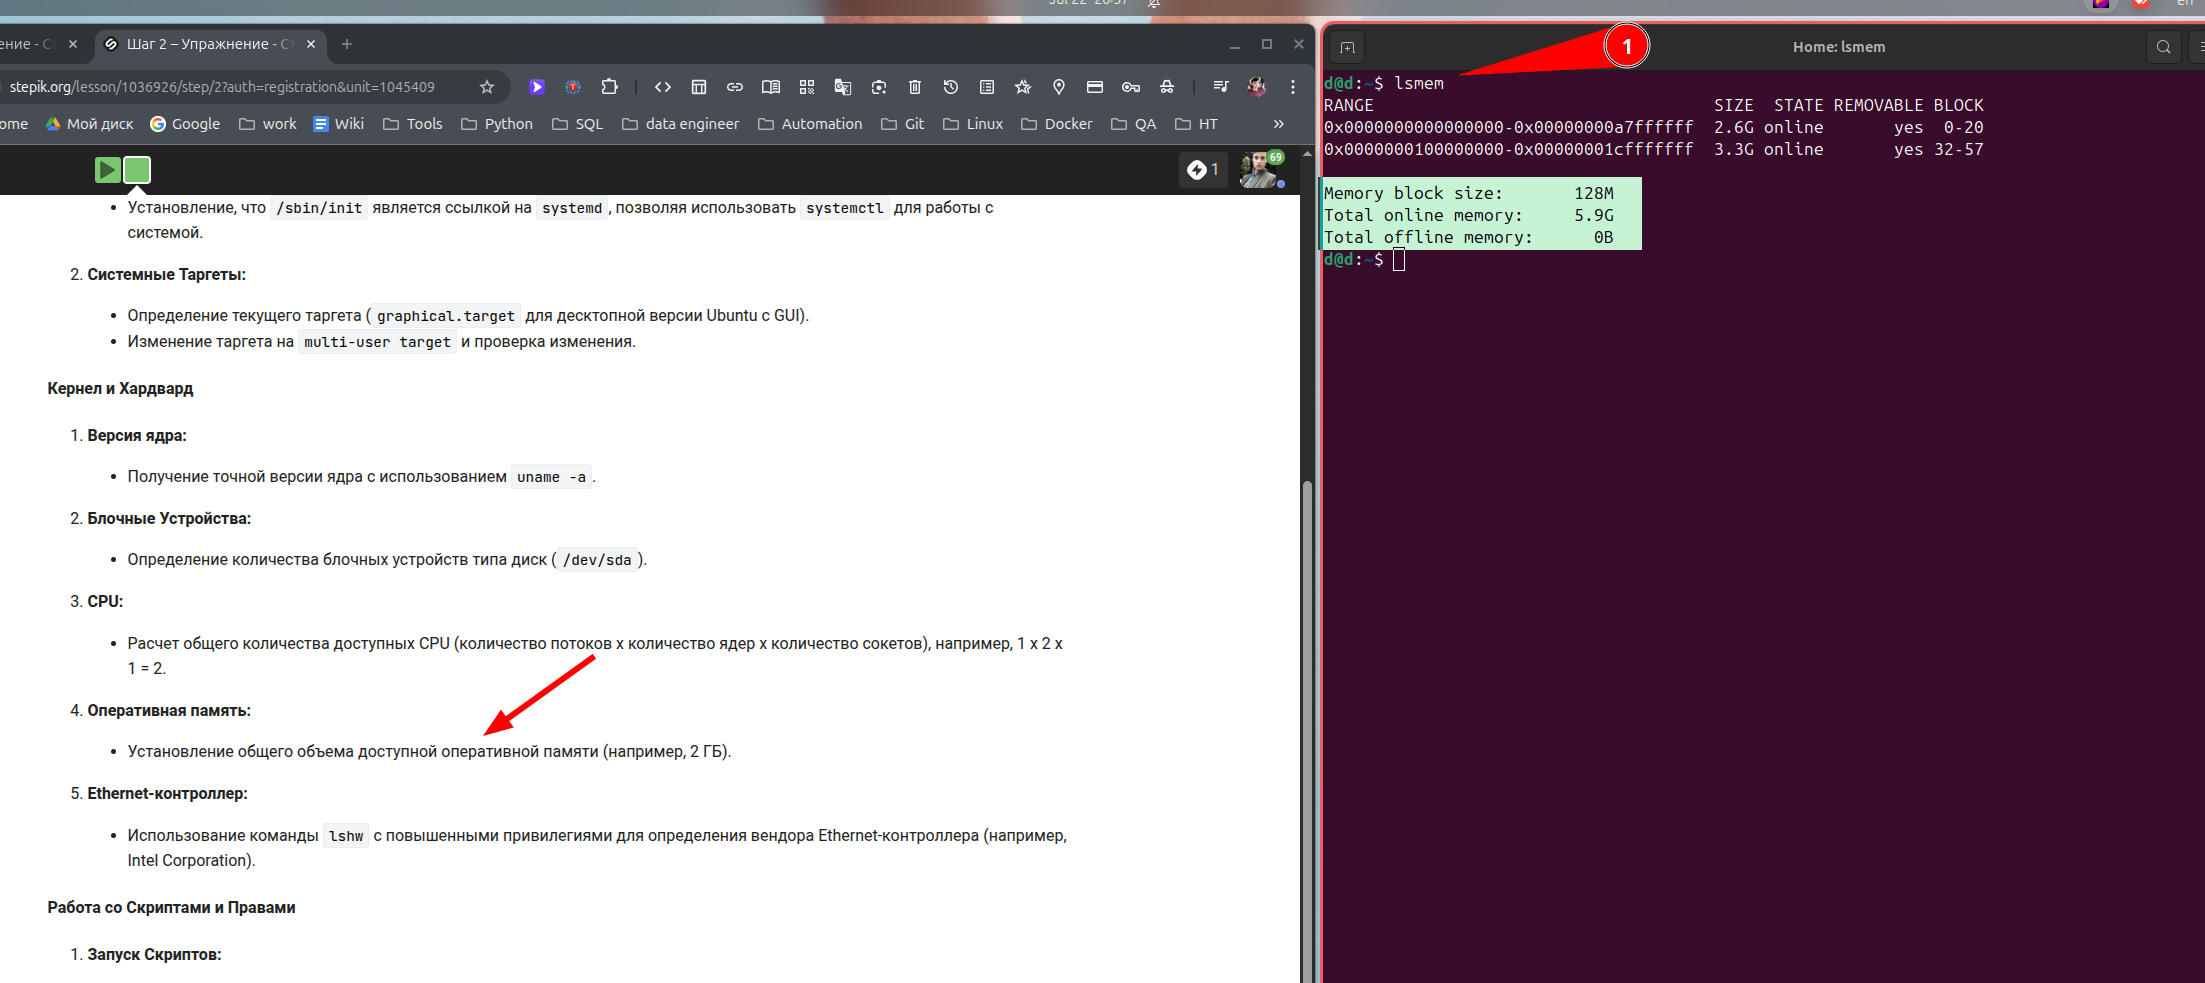 Jul 22 20:57
en
ение - Ст
Шаг 2 – Упражнение - Ст
stepik.org/lesson/1036926/step/2?auth=registration&unit=1045409
ome Мой диск Google work Wiki Tools Python SQL data engineer Automation Git Linux Docker QA HT »
1 69
Установление, что /sbin/init является ссылкой на systemd, позволяя использовать systemctl для работы с
системой.
2. Системные Таргеты:
Определение текущего таргета (graphical.target для десктопной версии Ubuntu с GUI).
Изменение таргета на multi-user target и проверка изменения.
Кернел и Хардвард
1. Версия ядра:
Получение точной версии ядра с использованием uname -a.
2. Блочные Устройства:
Определение количества блочных устройств типа диск (/dev/sda).
3. CPU:
Расчет общего количества доступных CPU (количество потоков x количество ядер x количество сокетов), например, 1 x 2 x
1 = 2.
4. Оперативная память:
Установление общего объема доступной оперативной памяти (например, 2 ГБ).
5. Ethernet-контроллер:
Использование команды lshw с повышенными привилегиями для определения вендора Ethernet-контроллера (например,
Intel Corporation).
Работа со Скриптами и Правами
1. Запуск Скриптов:
1
Home: lsmem
d@d:~$ lsmem
RANGE SIZE STATE REMOVABLE BLOCK
0x0000000000000000-0x00000000a7ffffff 2.6G online yes 0-20
0x0000000100000000-0x00000001cfffffff 3.3G online yes 32-57
Memory block size: 128M
Total online memory: 5.9G
Total offline memory: 0B
d@d:~$